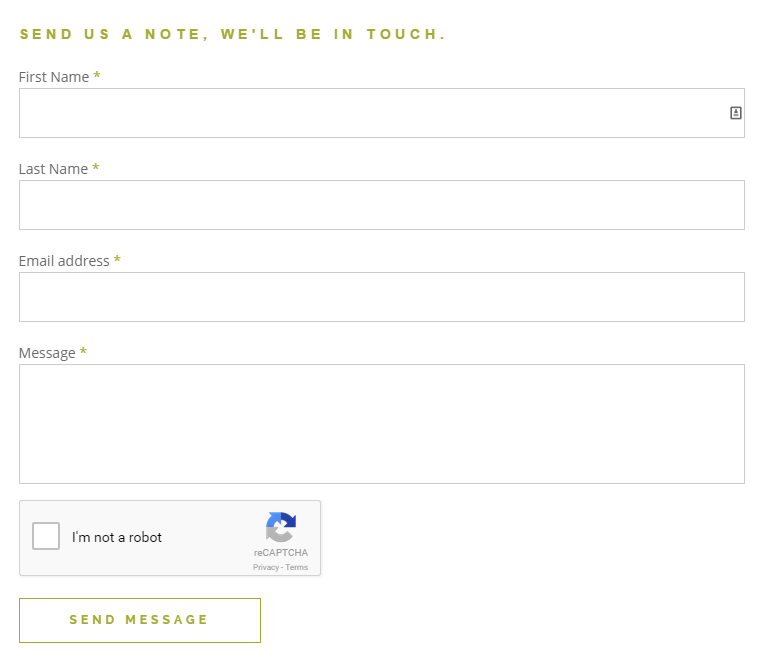 SEND US A NOTE, WE'LL BE IN TOUCH.
First Name *
Last Name *
Email address *
Message *
I'm not a robot
reCAPTCHA
Privacy - Terms
SEND MESSAGE